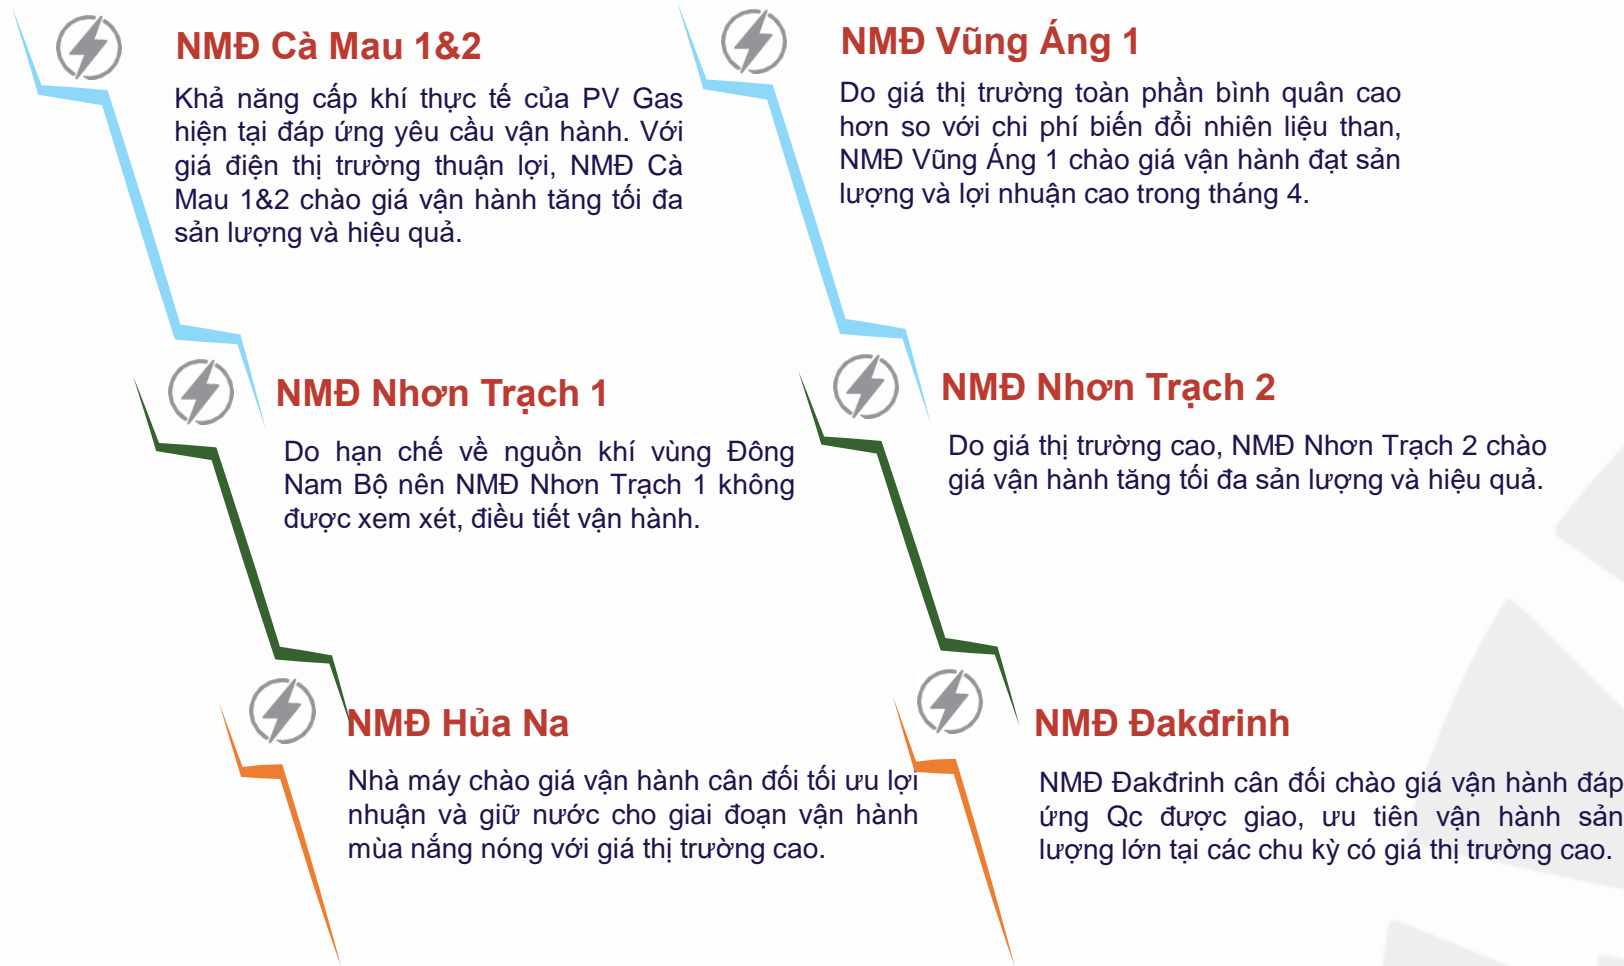 NMĐ Cà Mau 1&2
Khả năng cấp khí thực tế của PV Gas
hiện tại đáp ứng yêu cầu vận hành. Với
giá điện thị trường thuận lợi, NMĐ Cà
Mau 1&2 chào giá vận hành tăng tối đa
sản lượng và hiệu quả.
NMĐ Vũng Áng 1
Do giá thị trường toàn phần bình quân cao
hơn so với chi phí biến đổi nhiên liệu than,
NMĐ Vũng Áng 1 chào giá vận hành đạt sản
lượng và lợi nhuận cao trong tháng 4.
NMĐ Nhơn Trạch 1
Do hạn chế về nguồn khí vùng Đông
Nam Bộ nên NMĐ Nhơn Trạch 1 không
được xem xét, điều tiết vận hành.
NMĐ Nhơn Trạch 2
Do giá thị trường cao, NMĐ Nhơn Trạch 2 chào
giá vận hành tăng tối đa sản lượng và hiệu quả.
NMĐ Hủa Na
Nhà máy chào giá vận hành cân đối tối ưu lợi
nhuận và giữ nước cho giai đoạn vận hành
mùa nắng nóng với giá thị trường cao.
NMĐ Đakđrinh
NMĐ Đakđrinh cân đối chào giá vận hành đáp
ứng Qc được giao, ưu tiên vận hành sản
lượng lớn tại các chu kỳ có giá thị trường cao.